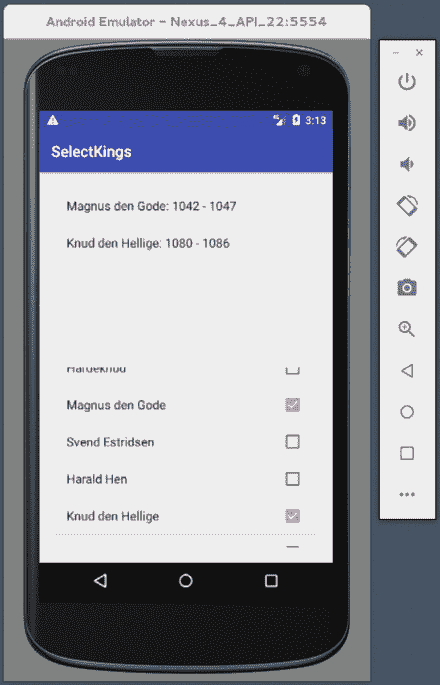 Android Emulator - Nexus_4_API_22:5554
3:13
SelectKings
Magnus den Gode: 1042 - 1047
Knud den Hellige: 1080 - 1086
Hardeknud
Magnus den Gode
Svend Estridsen
Harald Hen
Knud den Hellige